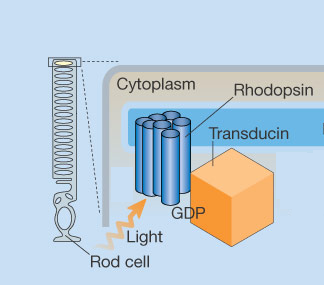 Cytoplasm
Rhodopsin
Transducin
GDP
Light
Rod cell